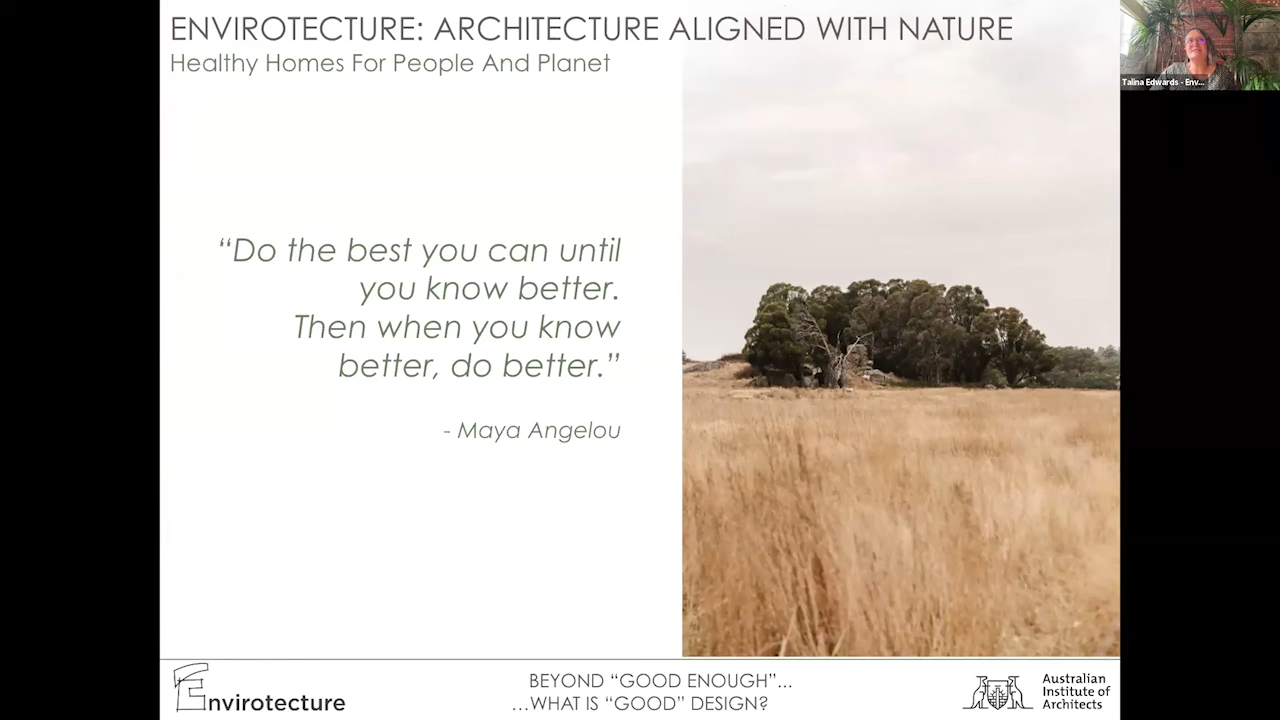 ENVIROTECTURE: ARCHITECTURE ALIGNED WITH NATURE
Healthy Homes For People And Planet
Talina Edwards - Env...
“Do the best you can until
you know better.
Then when you know
better, do better.”
- Maya Angelou
Envirotecture
BEYOND “GOOD ENOUGH”...
...WHAT IS “GOOD” DESIGN?
Australian
Institute of
Architects